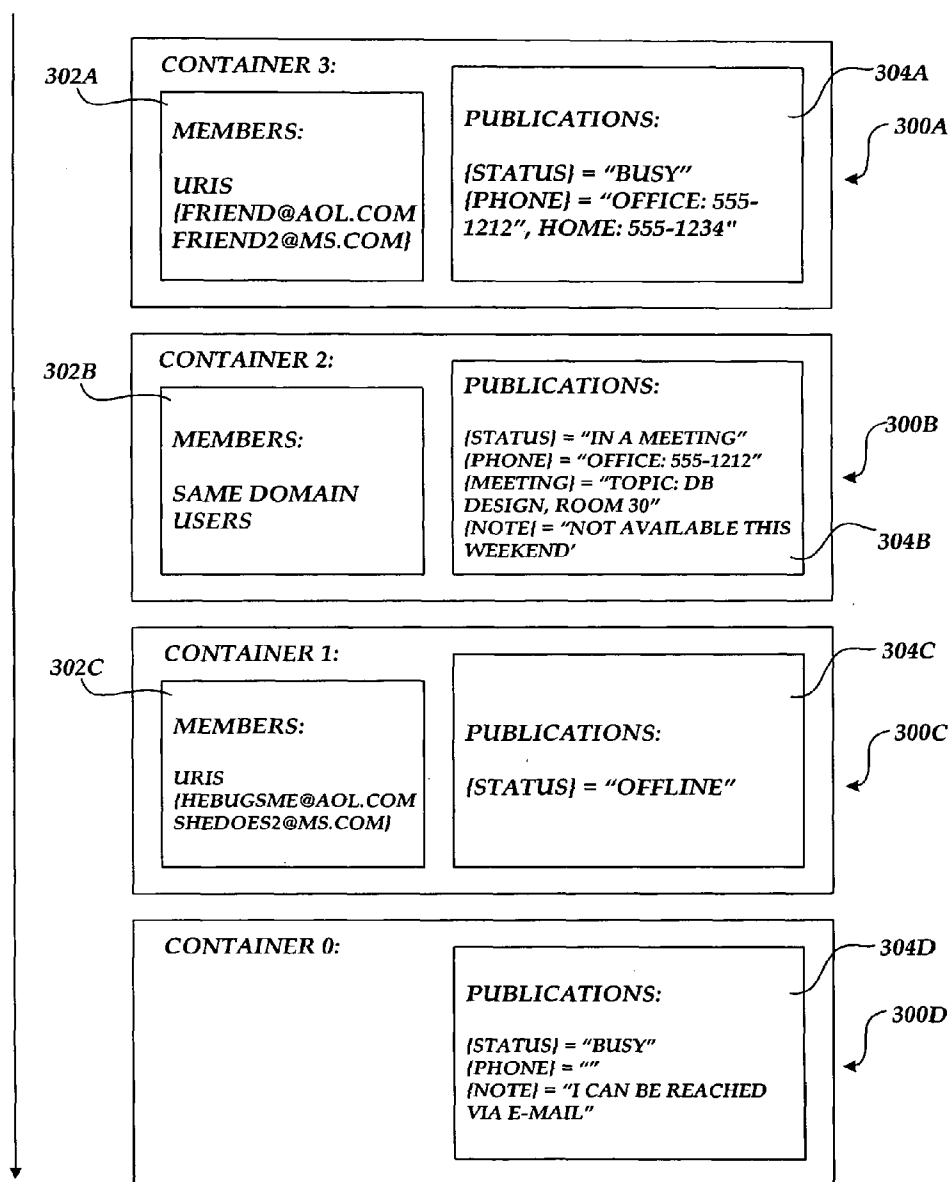 CONTAINER 3:
302A
MEMBERS:
URIS
{FRIEND@AOL.COM
FRIEND2@MS.COM}
PUBLICATIONS:
{STATUS} = "BUSY"
{PHONE} = "OFFICE: 555-
1212", HOME: 555-1234"
304A
300A
CONTAINER 2:
302B
MEMBERS:
SAME DOMAIN
USERS
PUBLICATIONS:
{STATUS} = "IN A MEETING"
{PHONE} = "OFFICE: 555-1212"
{MEETING} = "TOPIC: DB
DESIGN, ROOM 30"
{NOTE} = "NOT AVAILABLE THIS
WEEKEND'
300B
304B
CONTAINER 1:
302C
MEMBERS:
URIS
{HEBUGSME@AOL.COM
SHEDOES2@MS.COM}
PUBLICATIONS:
{STATUS} = "OFFLINE"
304C
300C
CONTAINER 0:
PUBLICATIONS:
{STATUS} = "BUSY"
{PHONE} = ""
{NOTE} = "I CAN BE REACHED
VIA E-MAIL"
304D
300D